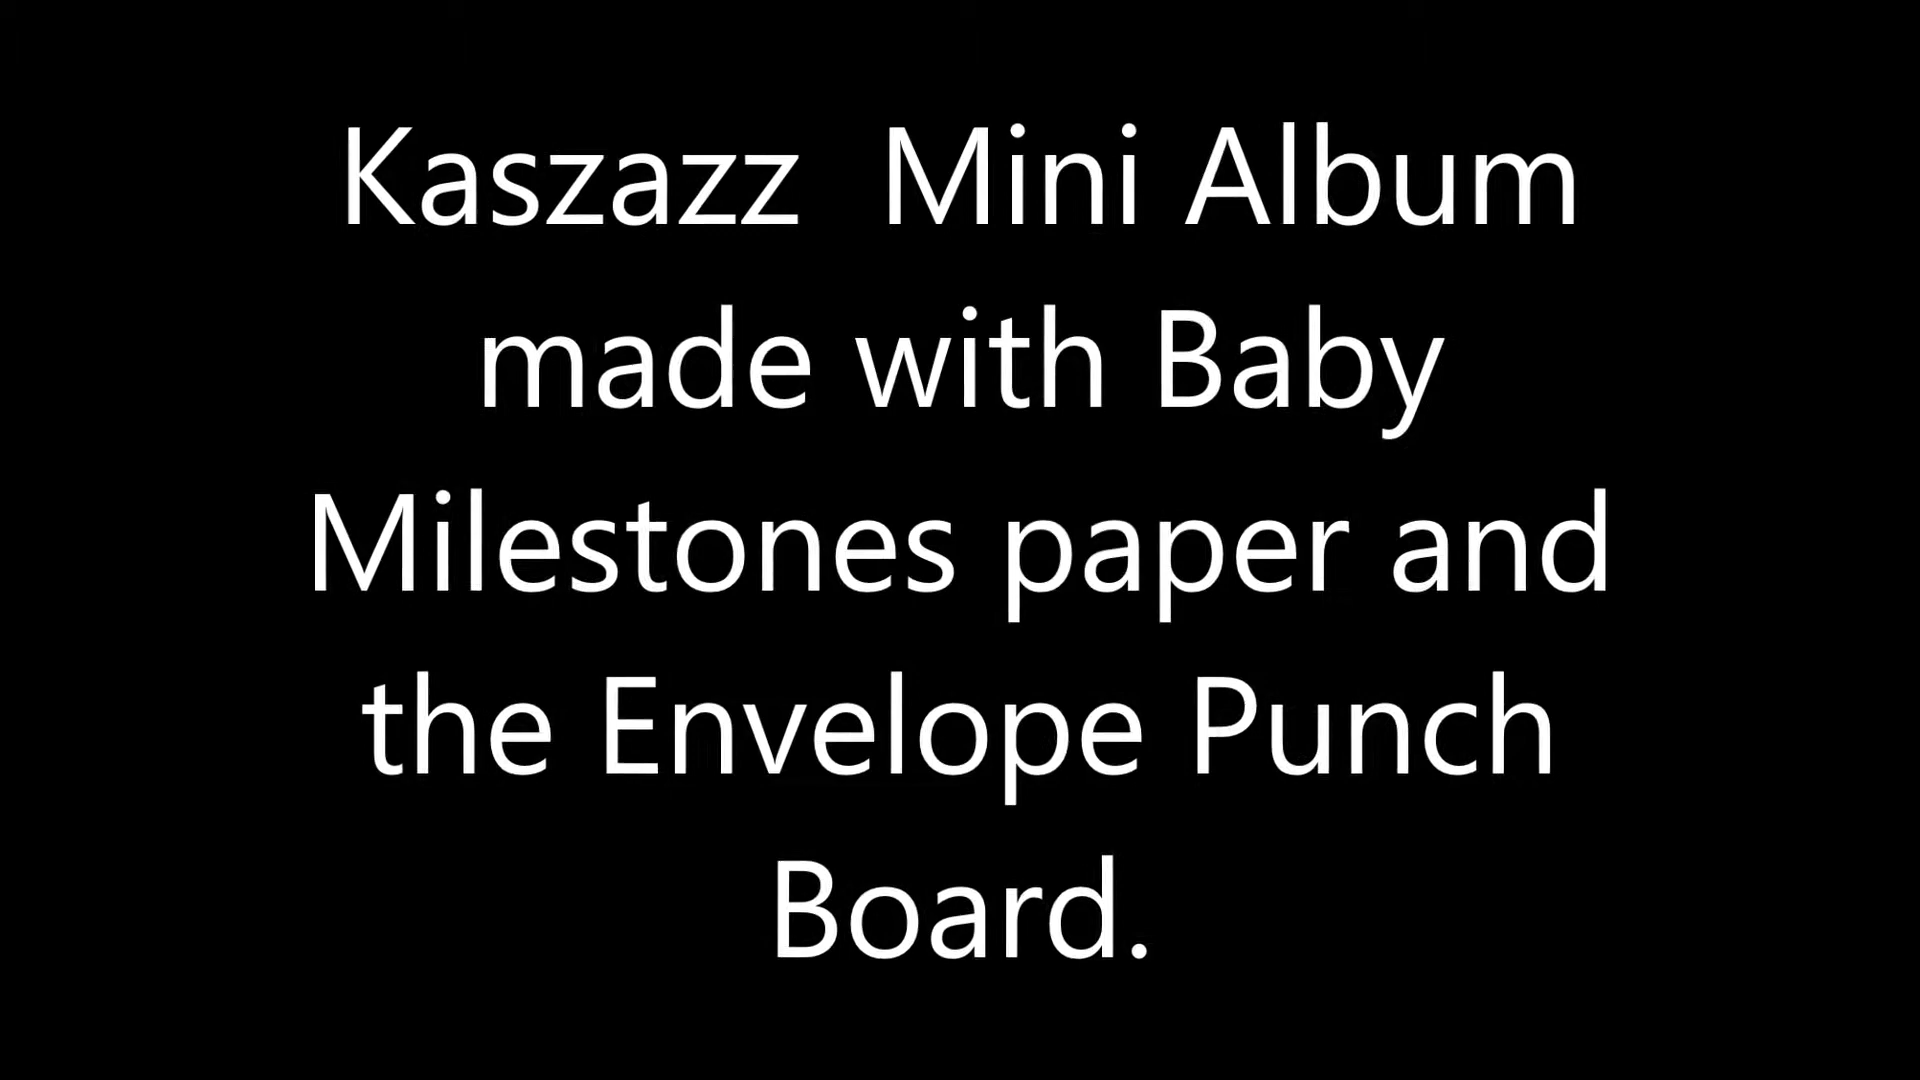 Kaszazz  Mini Album
made with Baby
Milestones paper and
the Envelope Punch
Board.